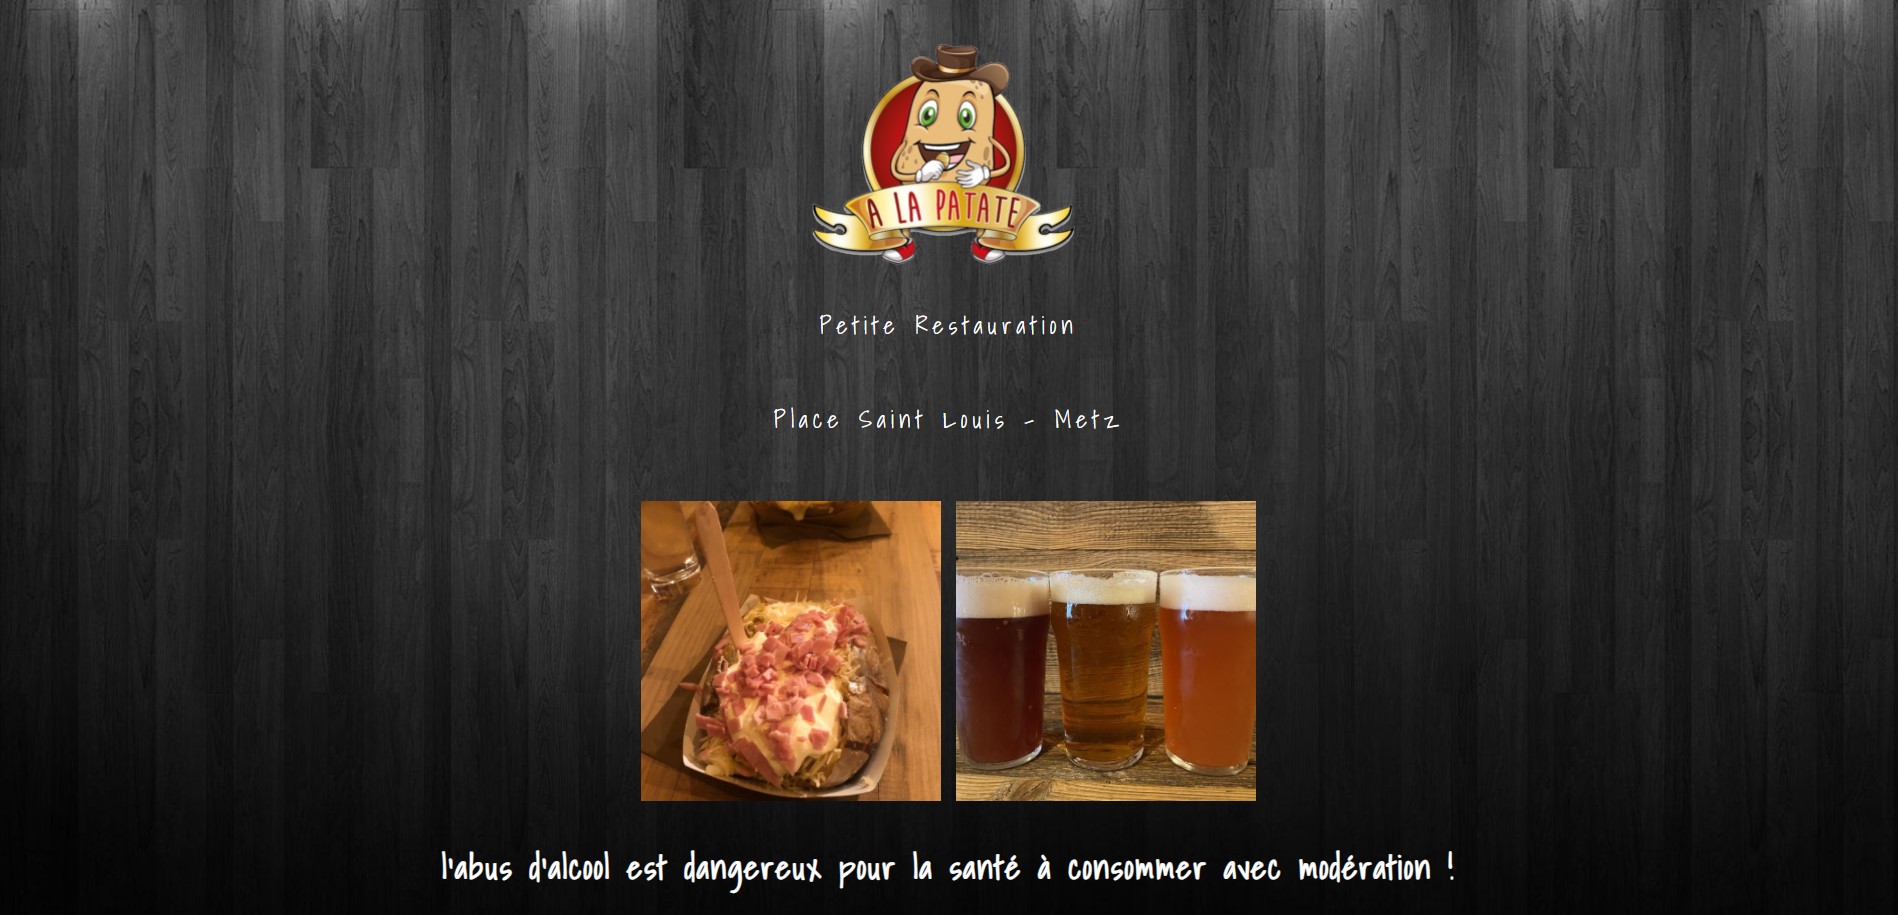 A LA PATATE
Petite Restauration
Place Saint Louis - Metz
l'abus d'alcool est dangereux pour la santé à consommer avec modération !